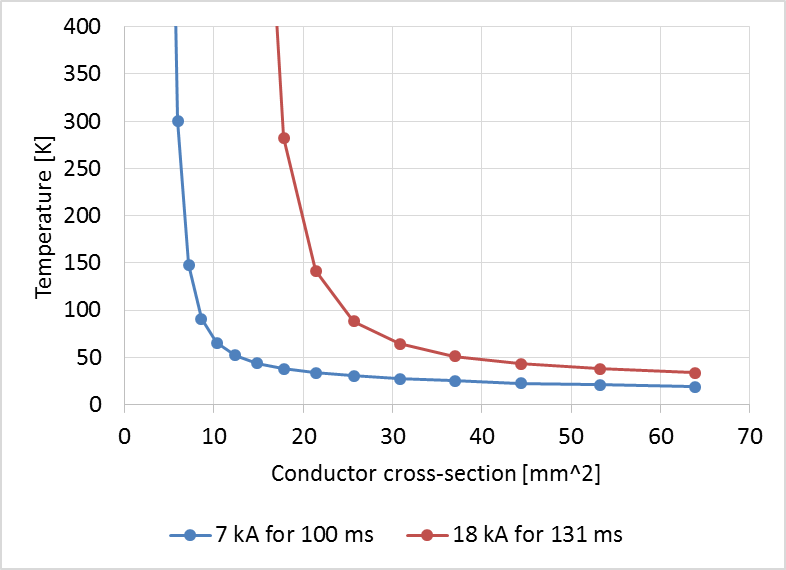 400
350
300
250
200
150
100
50
0
Temperature [K]
0 10 20 30 40 50 60 70
Conductor cross-section [mm^2]
7 kA for 100 ms 18 kA for 131 ms